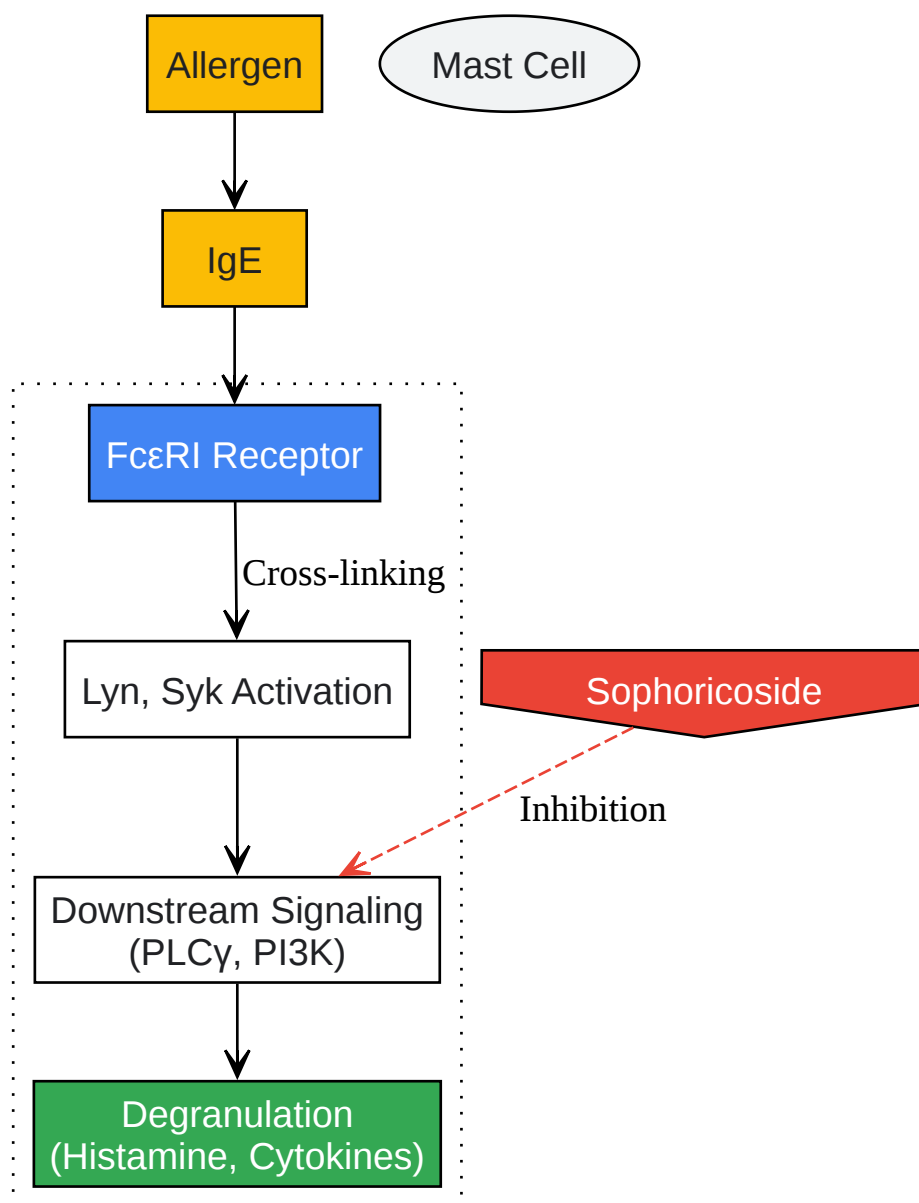 Allergen
Mast Cell
IgE
FcεRI Receptor
Cross-linking
Lyn, Syk Activation
Sophoricoside
Inhibition
Downstream Signaling
(PLCγ, PI3K)
Degranulation
(Histamine, Cytokines)